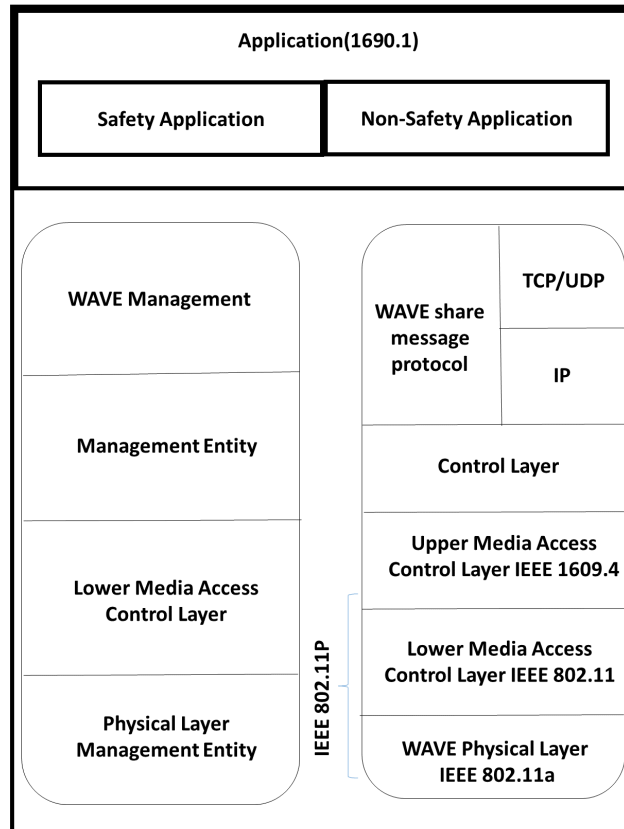 Application(1690.1)
Safety Application
Non-Safety Application
WAVE Management
Management Entity
Lower Media Access
Control Layer
Physical Layer
Management Entity
IEEE 802.11P
WAVE share
message
protocol
TCP/UDP
IP
Control Layer
Upper Media Access
Control Layer IEEE 1609.4
Lower Media Access
Control Layer IEEE 802.11
WAVE Physical Layer
IEEE 802.11a